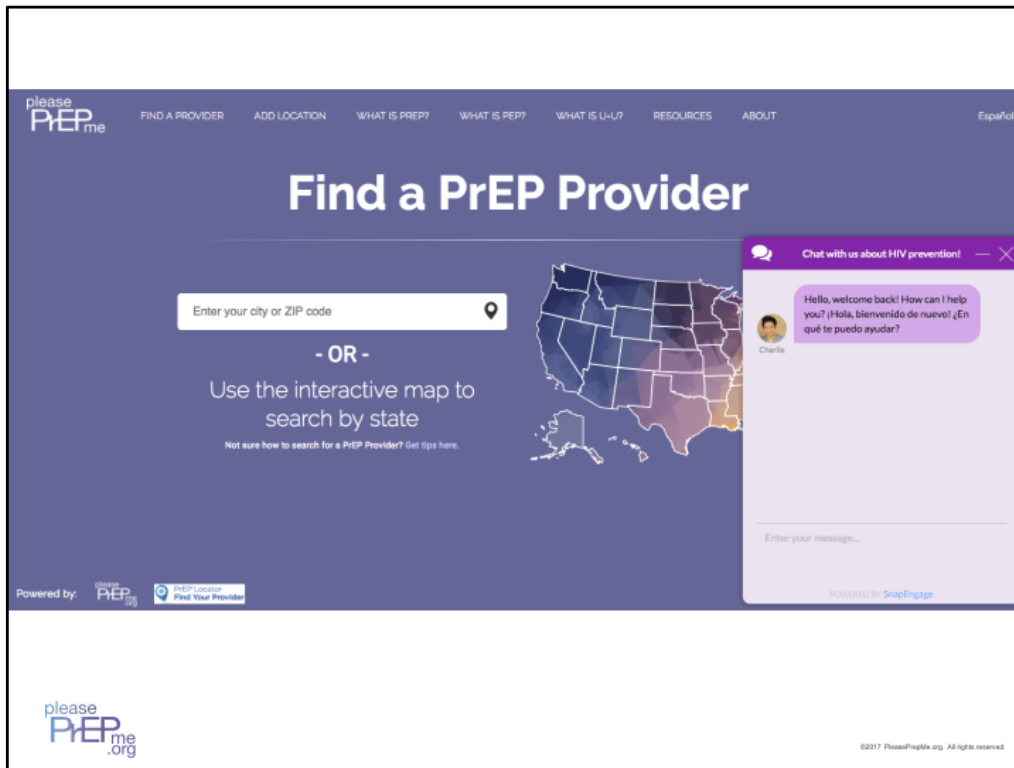 please
PrEPme
FIND A PROVIDER ADD LOCATION WHAT IS PREP? WHAT IS PEP? WHAT IS U=U? RESOURCES ABOUT Español
Find a PrEP Provider
Enter your city or ZIP code
- OR -
Use the interactive map to
search by state
Not sure how to search for a PrEP Provider? Get tips here.
Chat with us about HIV prevention!
Hello, welcome back! How can I help
you? ¡Hola, bienvenido de nuevo! ¿En
qué te puedo ayudar?
Charlie
Enter your message...
POWERED BY SnapEngage
Powered by:
please
PrEP
.org
PrEP Locator
Find Your Provider
please
PrEPme
.org
©2017 PleasePrepMe.org. All rights reserved.